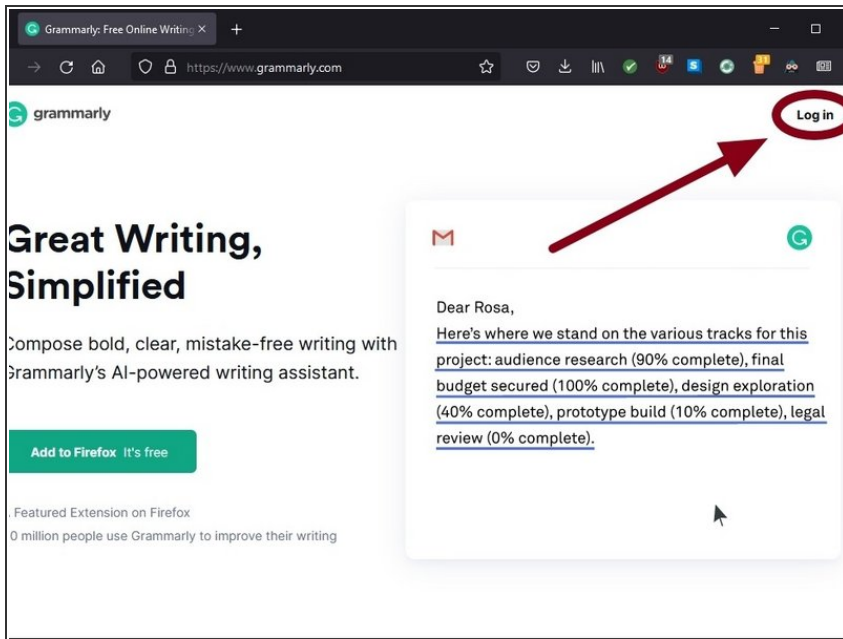 Grammarly: Free Online Writing
https://www.grammarly.com
14
S
11
grammarly
Log in
Great Writing,
Simplified
Compose bold, clear, mistake-free writing with
Grammarly's AI-powered writing assistant.
Add to Firefox It's free
Featured Extension on Firefox
0 million people use Grammarly to improve their writing
Dear Rosa,
Here's where we stand on the various tracks for this
project: audience research (90% complete), final
budget secured (100% complete), design exploration
(40% complete), prototype build (10% complete), legal
review (0% complete).